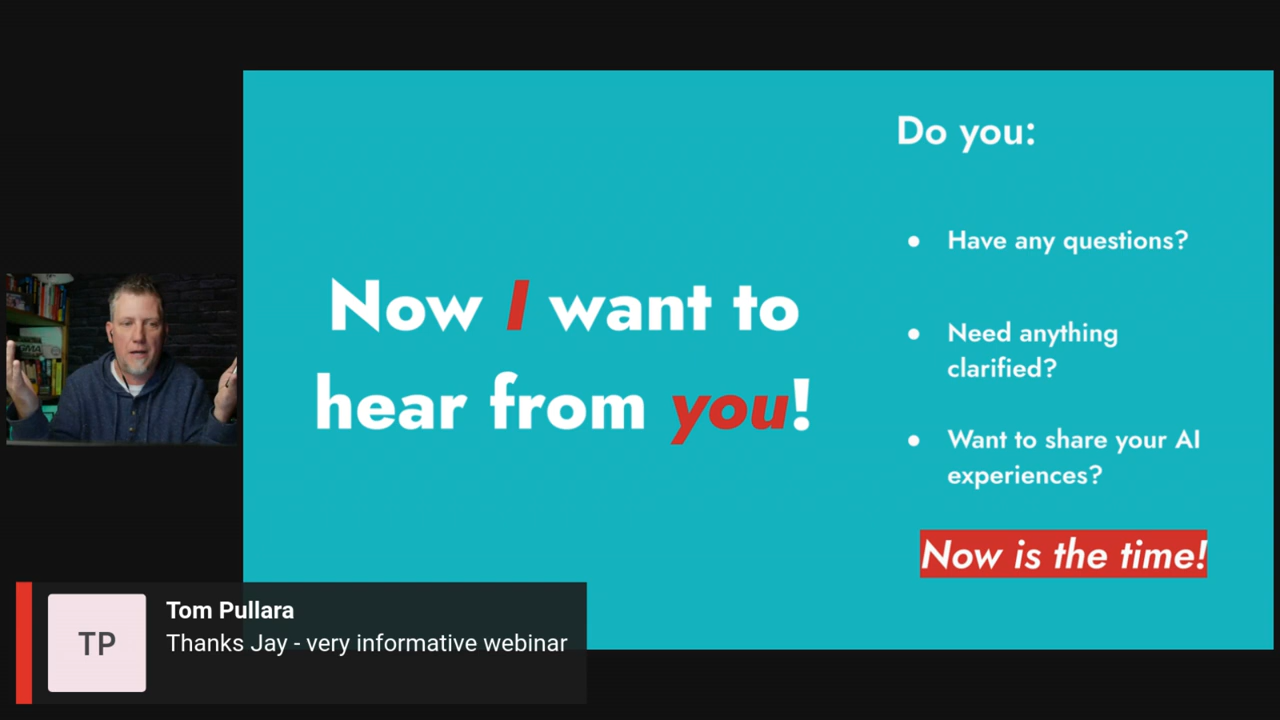 Now I want to
hear from you!
Do you:
● Have any questions?
● Need anything
clarified?
● Want to share your AI
experiences?
Now is the time!
TP
Tom Pullara
Thanks Jay - very informative webinar